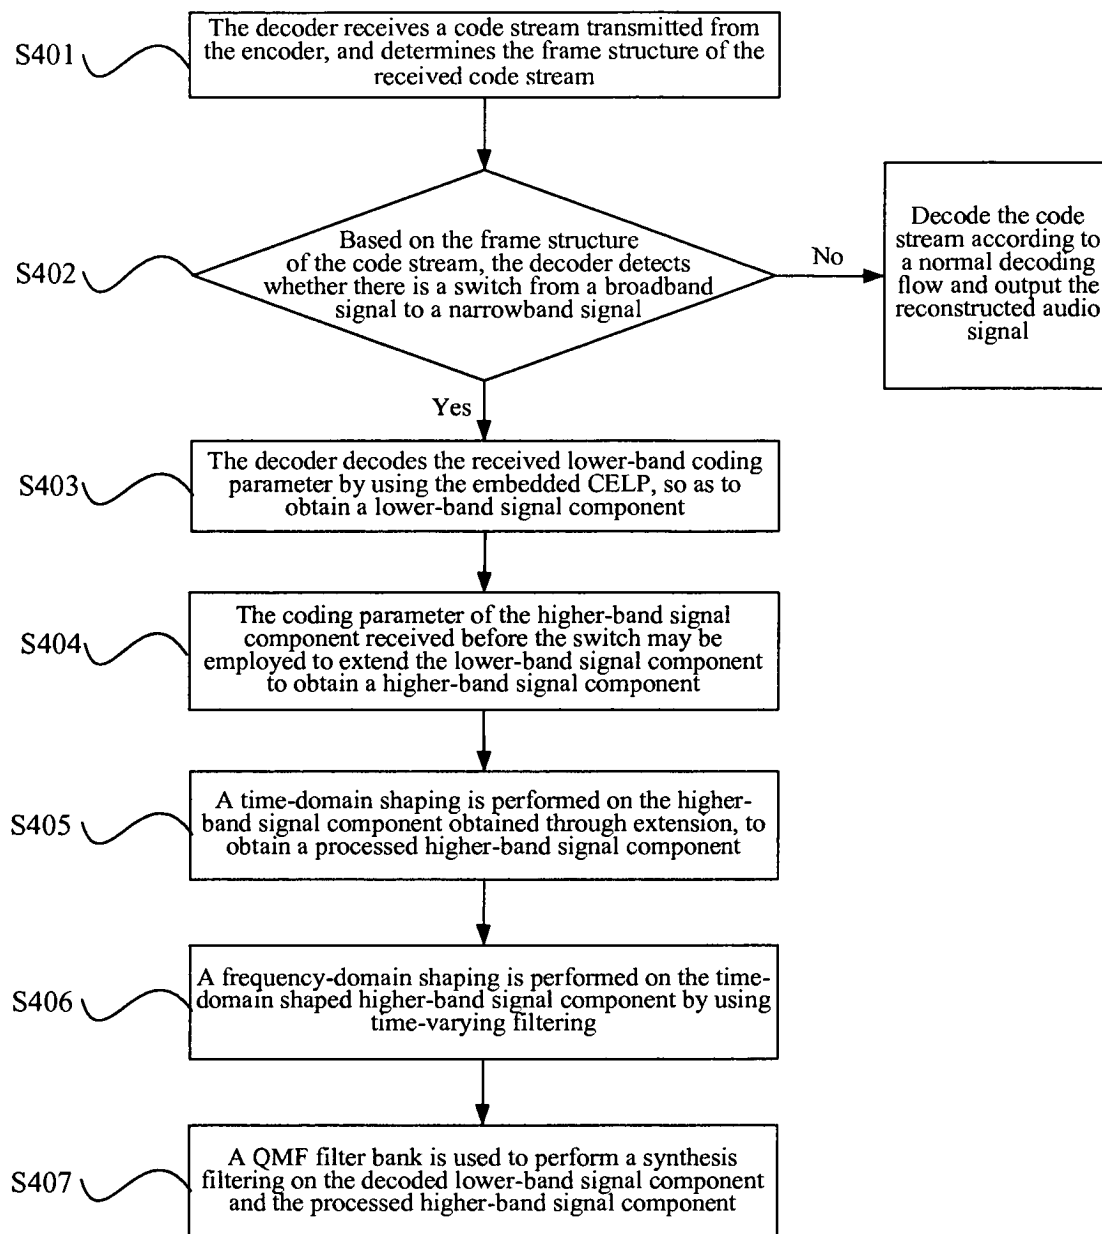 S401
The decoder receives a code stream transmitted from
the encoder, and determines the frame structure of the
received code stream
S402
Based on the frame structure
of the code stream, the decoder detects
whether there is a switch from a broadband
signal to a narrowband signal
No
Decode the code
stream according to
a normal decoding
flow and output the
reconstructed audio
signal
Yes
S403
The decoder decodes the received lower-band coding
parameter by using the embedded CELP, so as to
obtain a lower-band signal component
S404
The coding parameter of the higher-band signal
component received before the switch may be
employed to extend the lower-band signal component
to obtain a higher-band signal component
S405
A time-domain shaping is performed on the higher-
band signal component obtained through extension, to
obtain a processed higher-band signal component
S406
A frequency-domain shaping is performed on the time-
domain shaped higher-band signal component by using
time-varying filtering
S407
A QMF filter bank is used to perform a synthesis
filtering on the decoded lower-band signal component
and the processed higher-band signal component